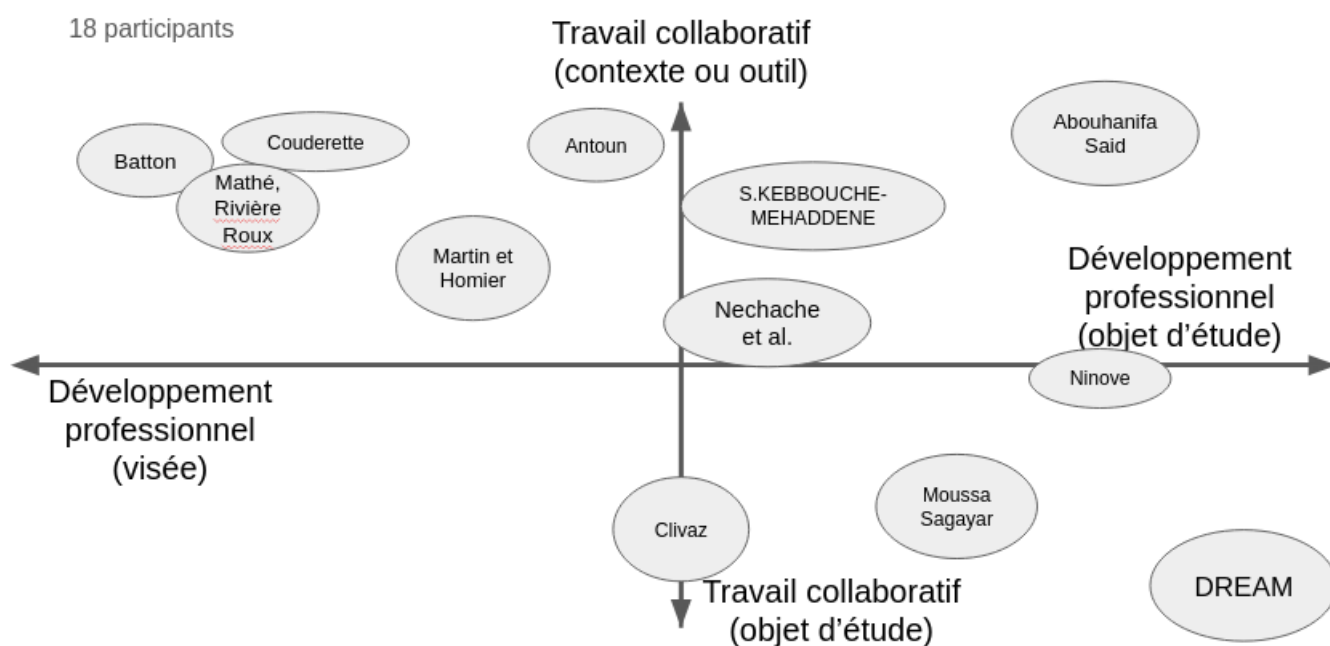 18 participants
Travail collaboratif
(contexte ou outil)
Abouhanifa
Said
Couderette
Antoun
Batton
Mathé,
Rivière
Roux
S.KEBBOUCHE-
MEHADDENE
Martin et
Homier
Développement
professionnel
(objet d’étude)
Nechache
et al.
Ninove
Développement
professionnel
(visée)
Moussa
Sagayar
Clivaz
DREAM
Travail collaboratif
(objet d’étude)